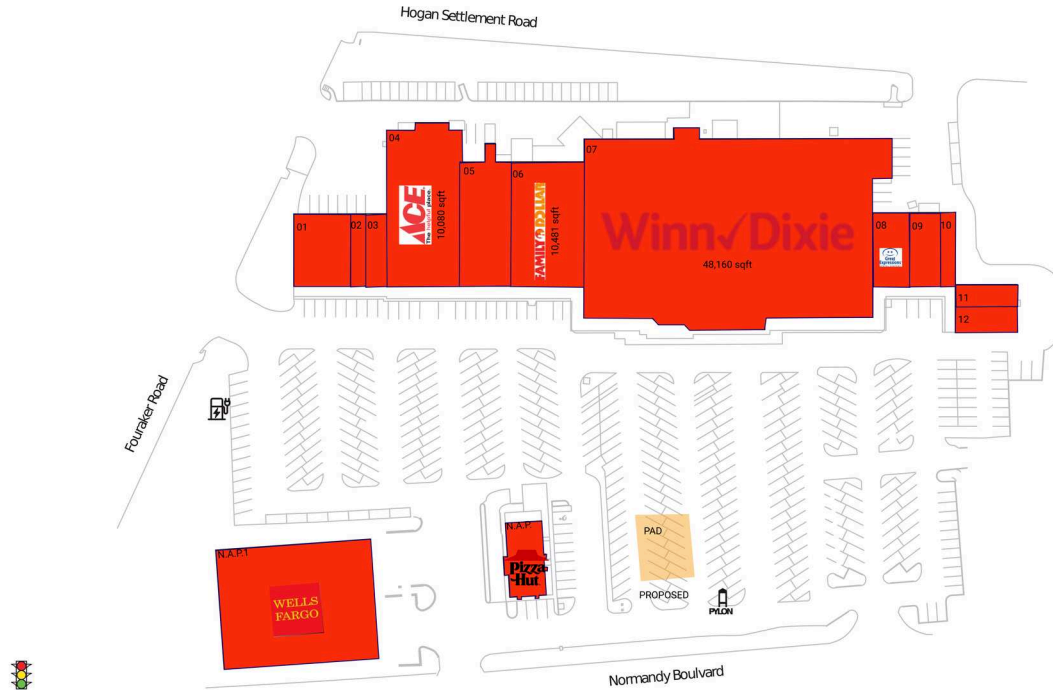 Hogan Settlement Road
04
07
05
06
ACE
The helpful place.
10,080 sqft
FAMILY DOLLAR
10,481 sqft
Winn Dixie
48,160 sqft
01
02
03
08
09
10
Great
Expressions
11
12
Fouraker Road
N.A.P.
Pizza
Hut
PAD
PROPOSED
PYLON
N.A.P.1
WELLS
FARGO
Normandy Boulvard